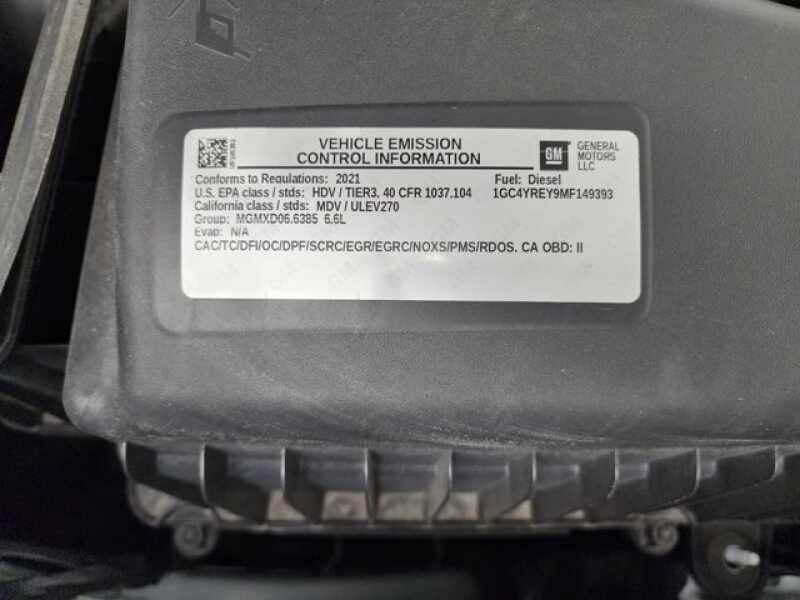 VEHICLE EMISSION
CONTROL INFORMATION
GM
GENERAL
MOTORS
LLC
Conforms to Regulations: 2021
Fuel: Diesel
U.S. EPA class / stds: HDV / TIER3, 40 CFR 1037.104
1GC4YREY9MF149393
California class / stds: MDV / ULEV270
Group: MGMXD06.6385 6.6L
Evap: N/A
CAC/TC/DFI/OC/DPF/SCRC/EGR/EGRC/NOXS/PMS/RDOS. CA OBD: II